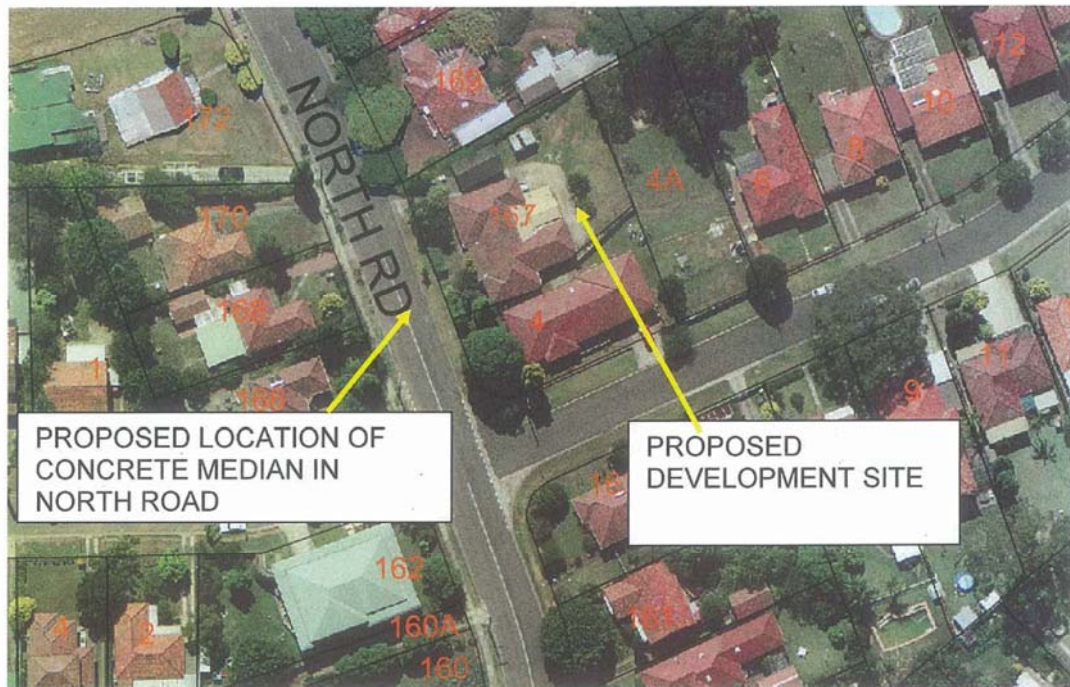 12
169
10
172
8
4A
6
NORTH RD
167
170
168
4
1
11
166
9
PROPOSED LOCATION OF
CONCRETE MEDIAN IN
NORTH ROAD
PROPOSED
DEVELOPMENT SITE
162
4
2
160A
161
160